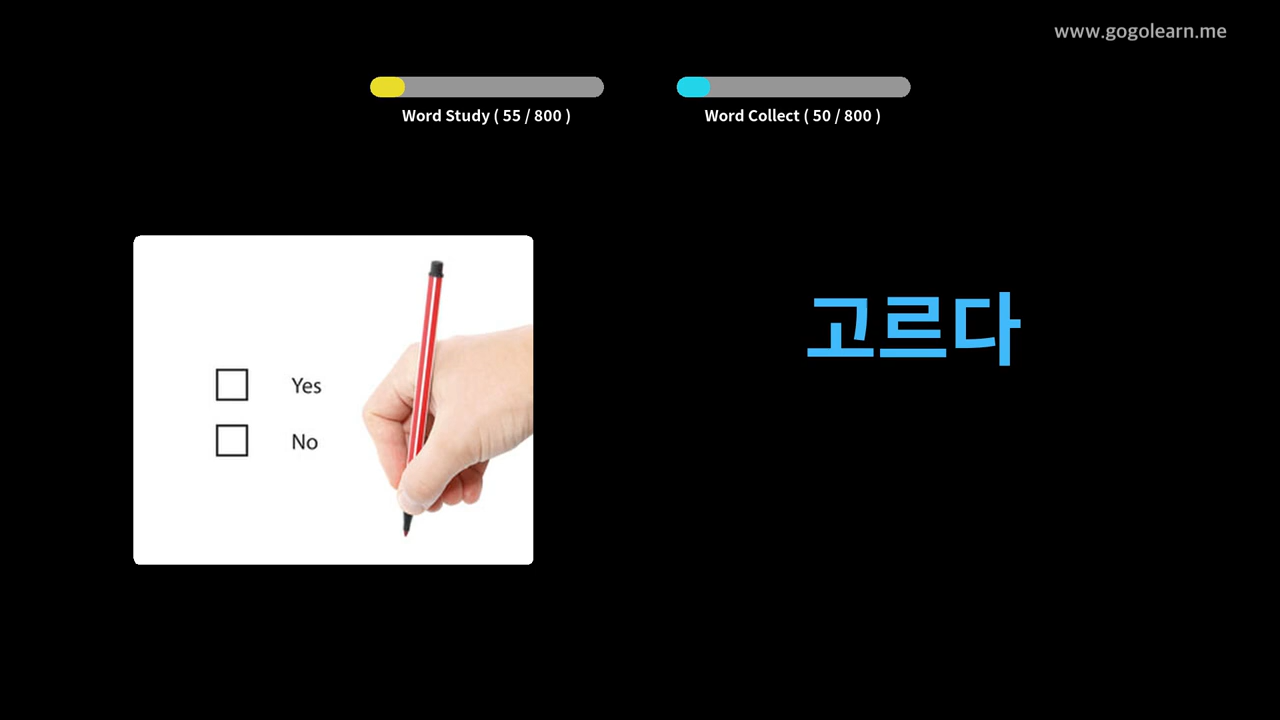 www.gogolearn.me
Word Study ( 55 / 800 )
Word Collect ( 50 / 800 )
고르다
Yes
No